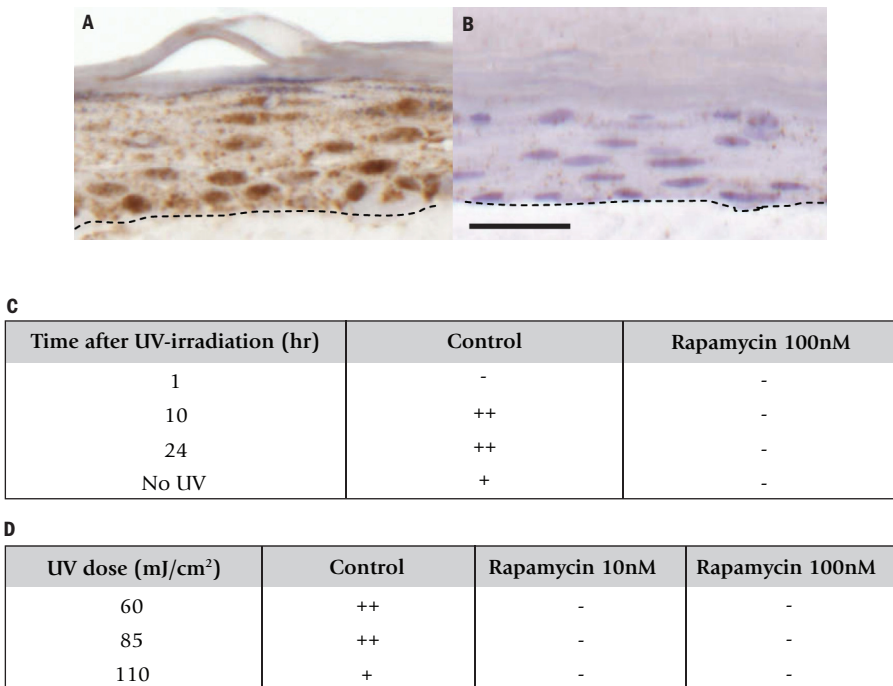 A B
C
Time after UV-irradiation (hr) Control Rapamycin 100nM
1 - -
10 ++ -
24 ++ -
No UV + -
D
UV dose (mJ/cm²) Control Rapamycin 10nM Rapamycin 100nM
60 ++ - -
85 ++ - -
110 + - -